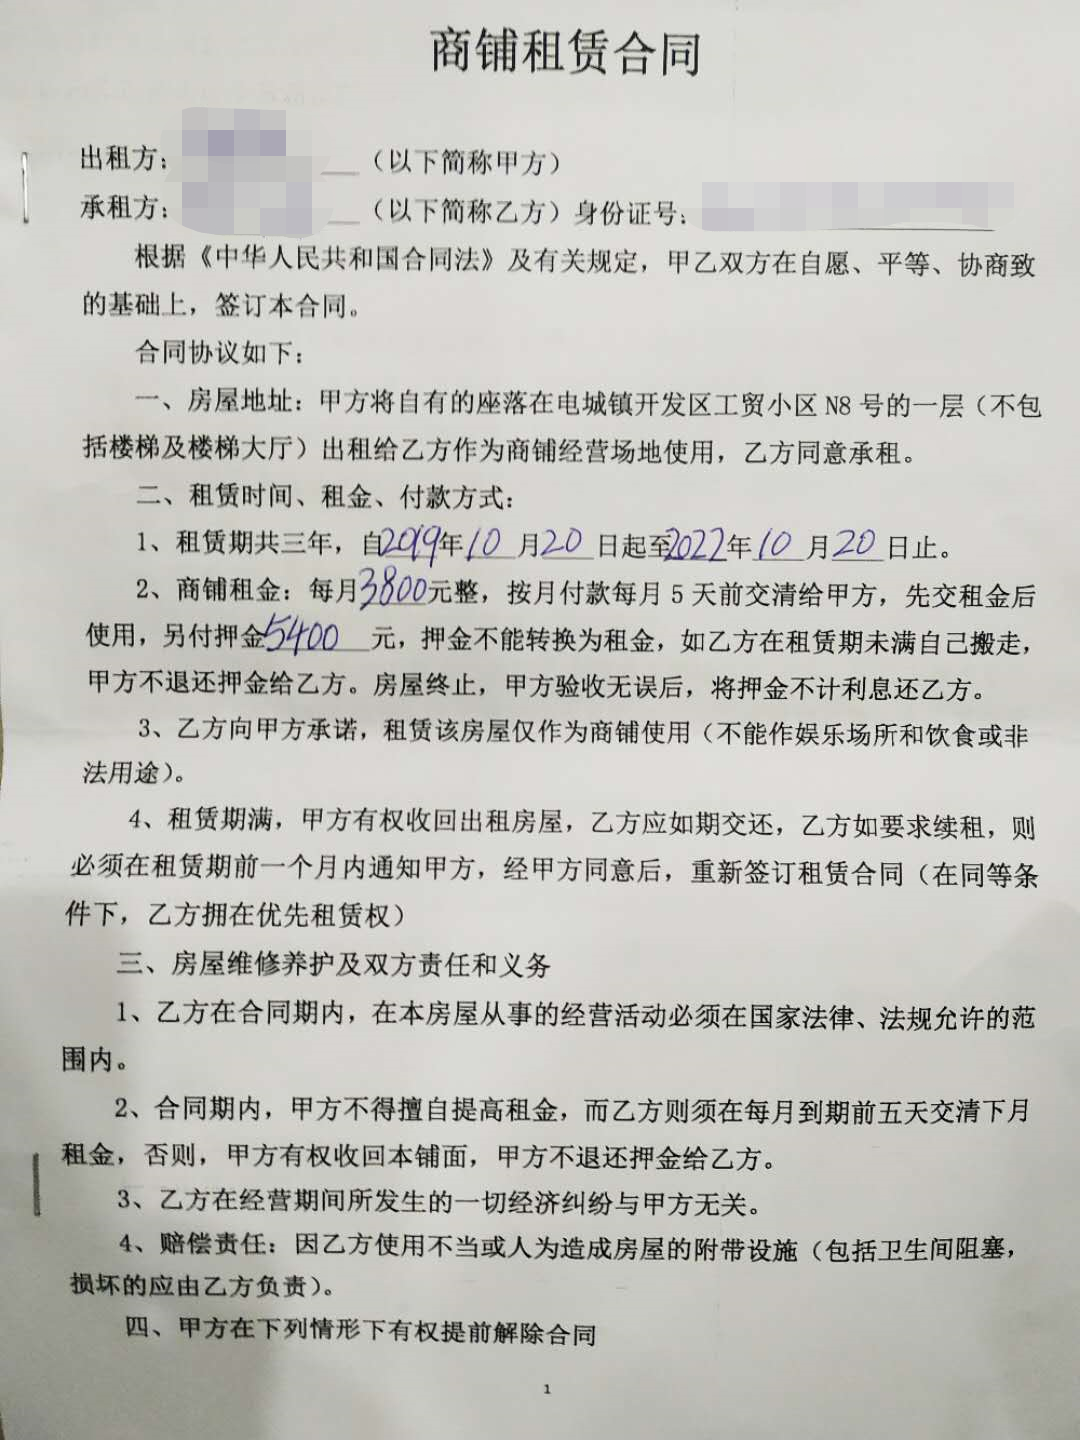 商铺租赁合同
出租方：（以下简称甲方）
承租方：（以下简称乙方）身份证号：
根据《中华人民共和国合同法》及有关规定，甲乙双方在自愿、平等、协商致
的基础上，签订本合同。
合同协议如下：
一、房屋地址：甲方将自有的座落在电城镇开发区工贸小区 N8 号的一层（不包
括楼梯及楼梯大厅）出租给乙方作为商铺经营场地使用，乙方同意承租。
二、租赁时间、租金、付款方式：
1、租赁期共三年，自2019年10月20日起至2022年10月20日止。
2、商铺租金：每月3800元整，按月付款每月 5 天前交清给甲方，先交租金后
使用，另付押金5400元，押金不能转换为租金，如乙方在租赁期未满自己搬走，
甲方不退还押金给乙方。房屋终止，甲方验收无误后，将押金不计利息还乙方。
3、乙方向甲方承诺，租赁该房屋仅作为商铺使用（不能作娱乐场所和饮食或非
法用途）。
4、租赁期满，甲方有权收回出租房屋，乙方应如期交还，乙方如要求续租，则
必须在租赁期前一个月内通知甲方，经甲方同意后，重新签订租赁合同（在同等条
件下，乙方拥在优先租赁权）
三、房屋维修养护及双方责任和义务
1、乙方在合同期内，在本房屋从事的经营活动必须在国家法律、法规允许的范
围内。
2、合同期内，甲方不得擅自提高租金，而乙方则须在每月到期前五天交清下月
租金，否则，甲方有权收回本铺面，甲方不退还押金给乙方。
3、乙方在经营期间所发生的一切经济纠纷与甲方无关。
4、赔偿责任：因乙方使用不当或人为造成房屋的附带设施（包括卫生间阻塞，
损坏的应由乙方负责）。
四、甲方在下列情形下有权提前解除合同
1